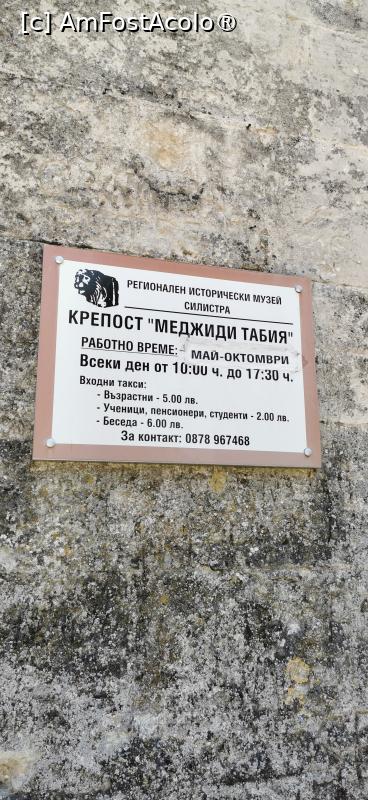 [c] AmFostAcolo®
РЕГИОНАЛЕН ИСТОРИЧЕСКИ МУЗЕЙ
СИЛИСТРА
КРЕПОСТ "МЕДЖИДИ ТАБИЯ"
РАБОТНО ВРЕМЕ: МАЙ-ОКТОМВРИ
Всеки ден от 10:00 ч. до 17:30 ч.
Входни такси:
- Възрастни - 5.00 лв.
- Ученици, пенсионери, студенти - 2.00 лв.
- Беседа - 6.00 лв.
За контакт: 0878 967468